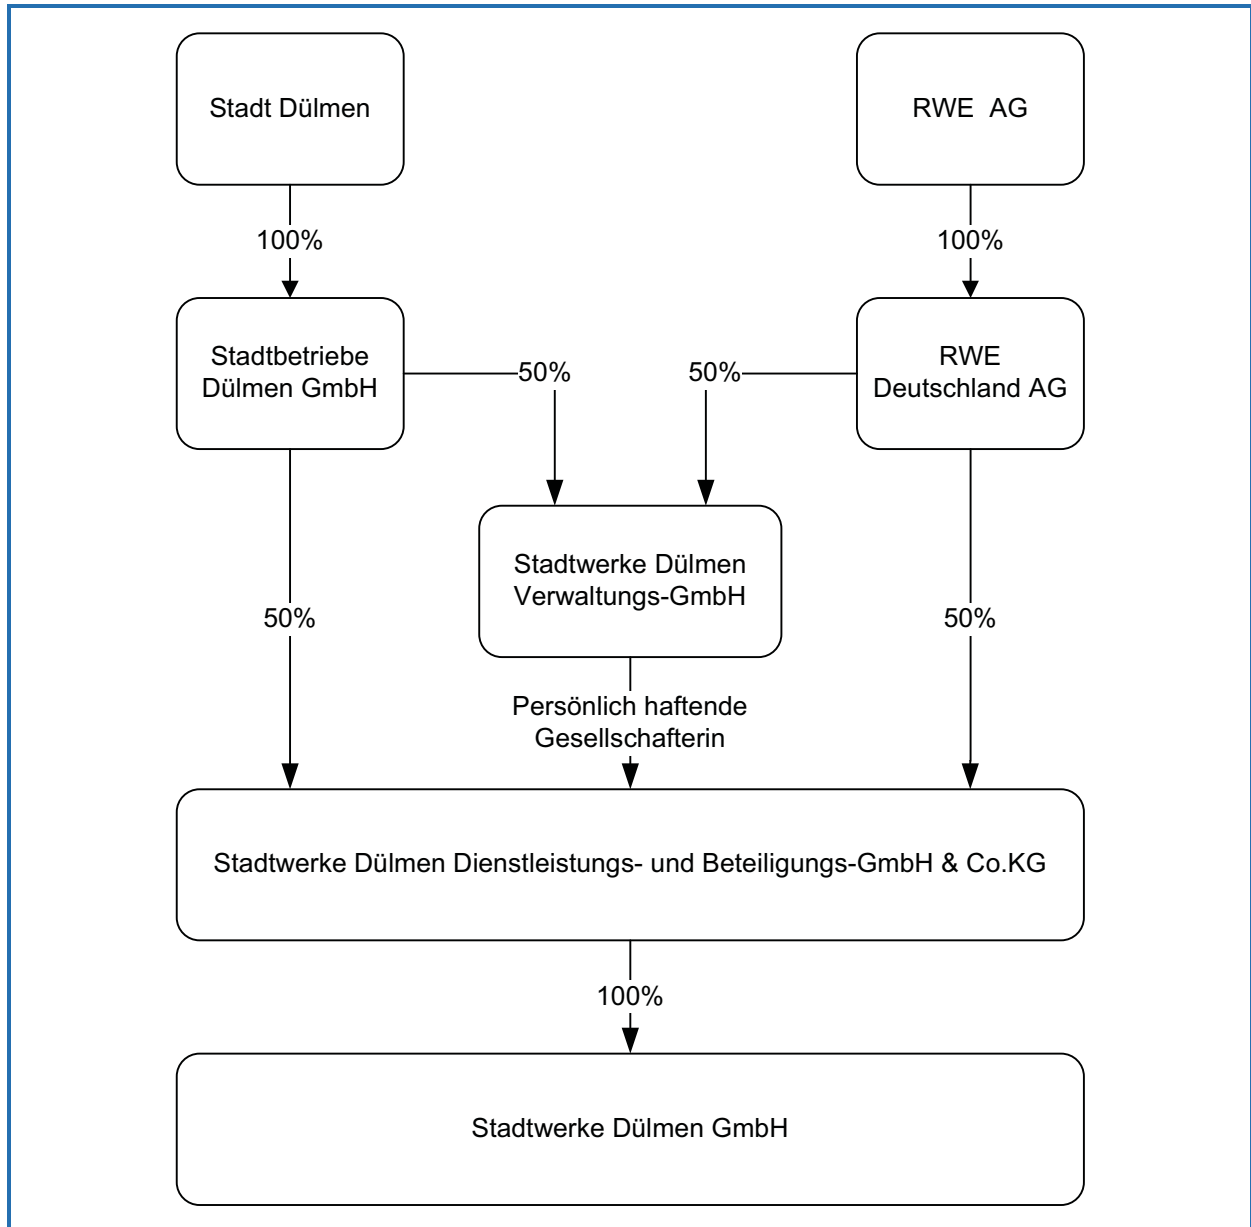 Stadt Dülmen
RWE AG
100%
100%
Stadtbetriebe
Dülmen GmbH
50%
50%
RWE
Deutschland AG
Stadtwerke Dülmen
Verwaltungs-GmbH
50%
50%
Persönlich haftende
Gesellschafterin
Stadtwerke Dülmen Dienstleistungs- und Beteiligungs-GmbH & Co.KG
100%
Stadtwerke Dülmen GmbH